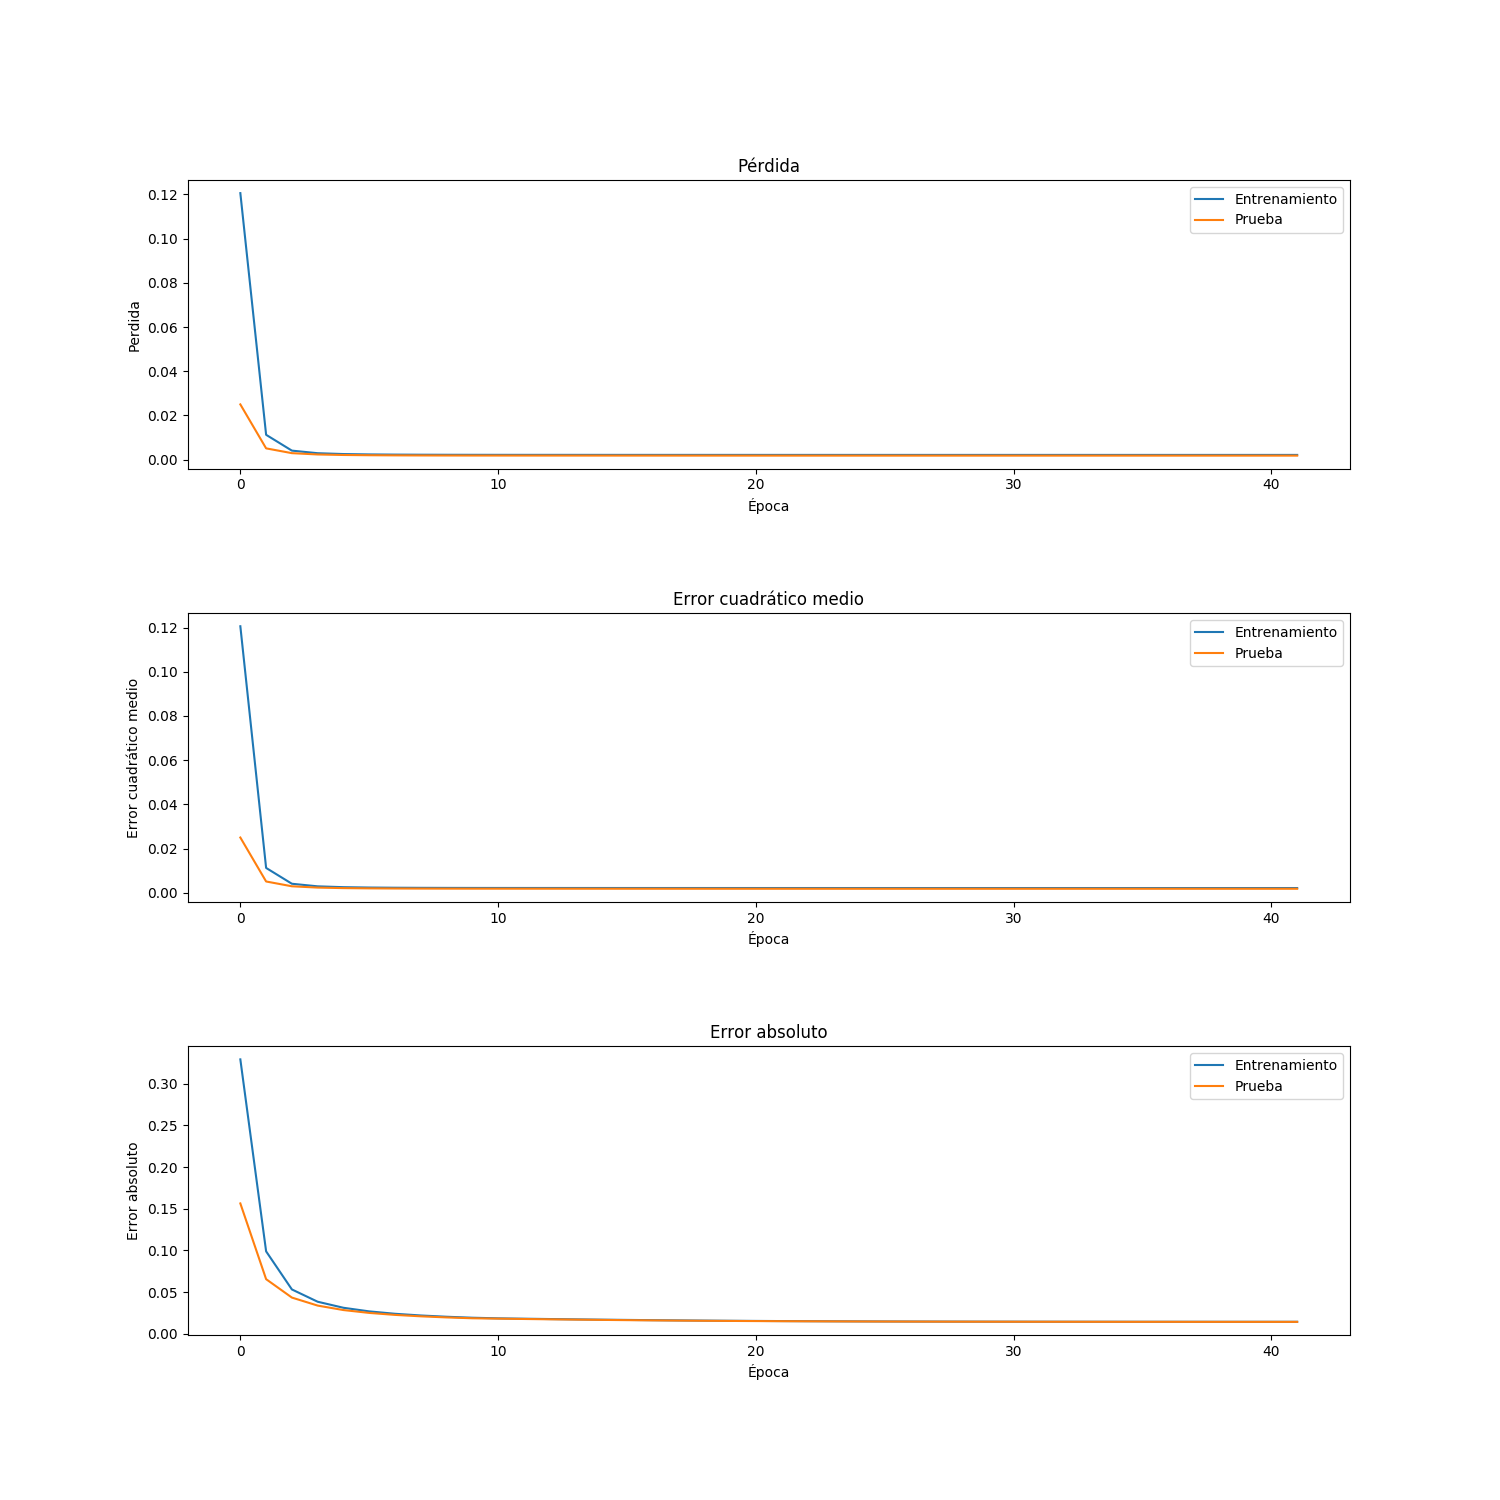 Pérdida
0.12
0.10
0.08
0.06
0.04
0.02
0.00
Perdida
Entrenamiento
Prueba
0 10 20 30 40
Época
Error cuadrático medio
0.12
0.10
0.08
0.06
0.04
0.02
0.00
Error cuadrático medio
Entrenamiento
Prueba
0 10 20 30 40
Época
Error absoluto
0.30
0.25
0.20
0.15
0.10
0.05
0.00
Error absoluto
Entrenamiento
Prueba
0 10 20 30 40
Época